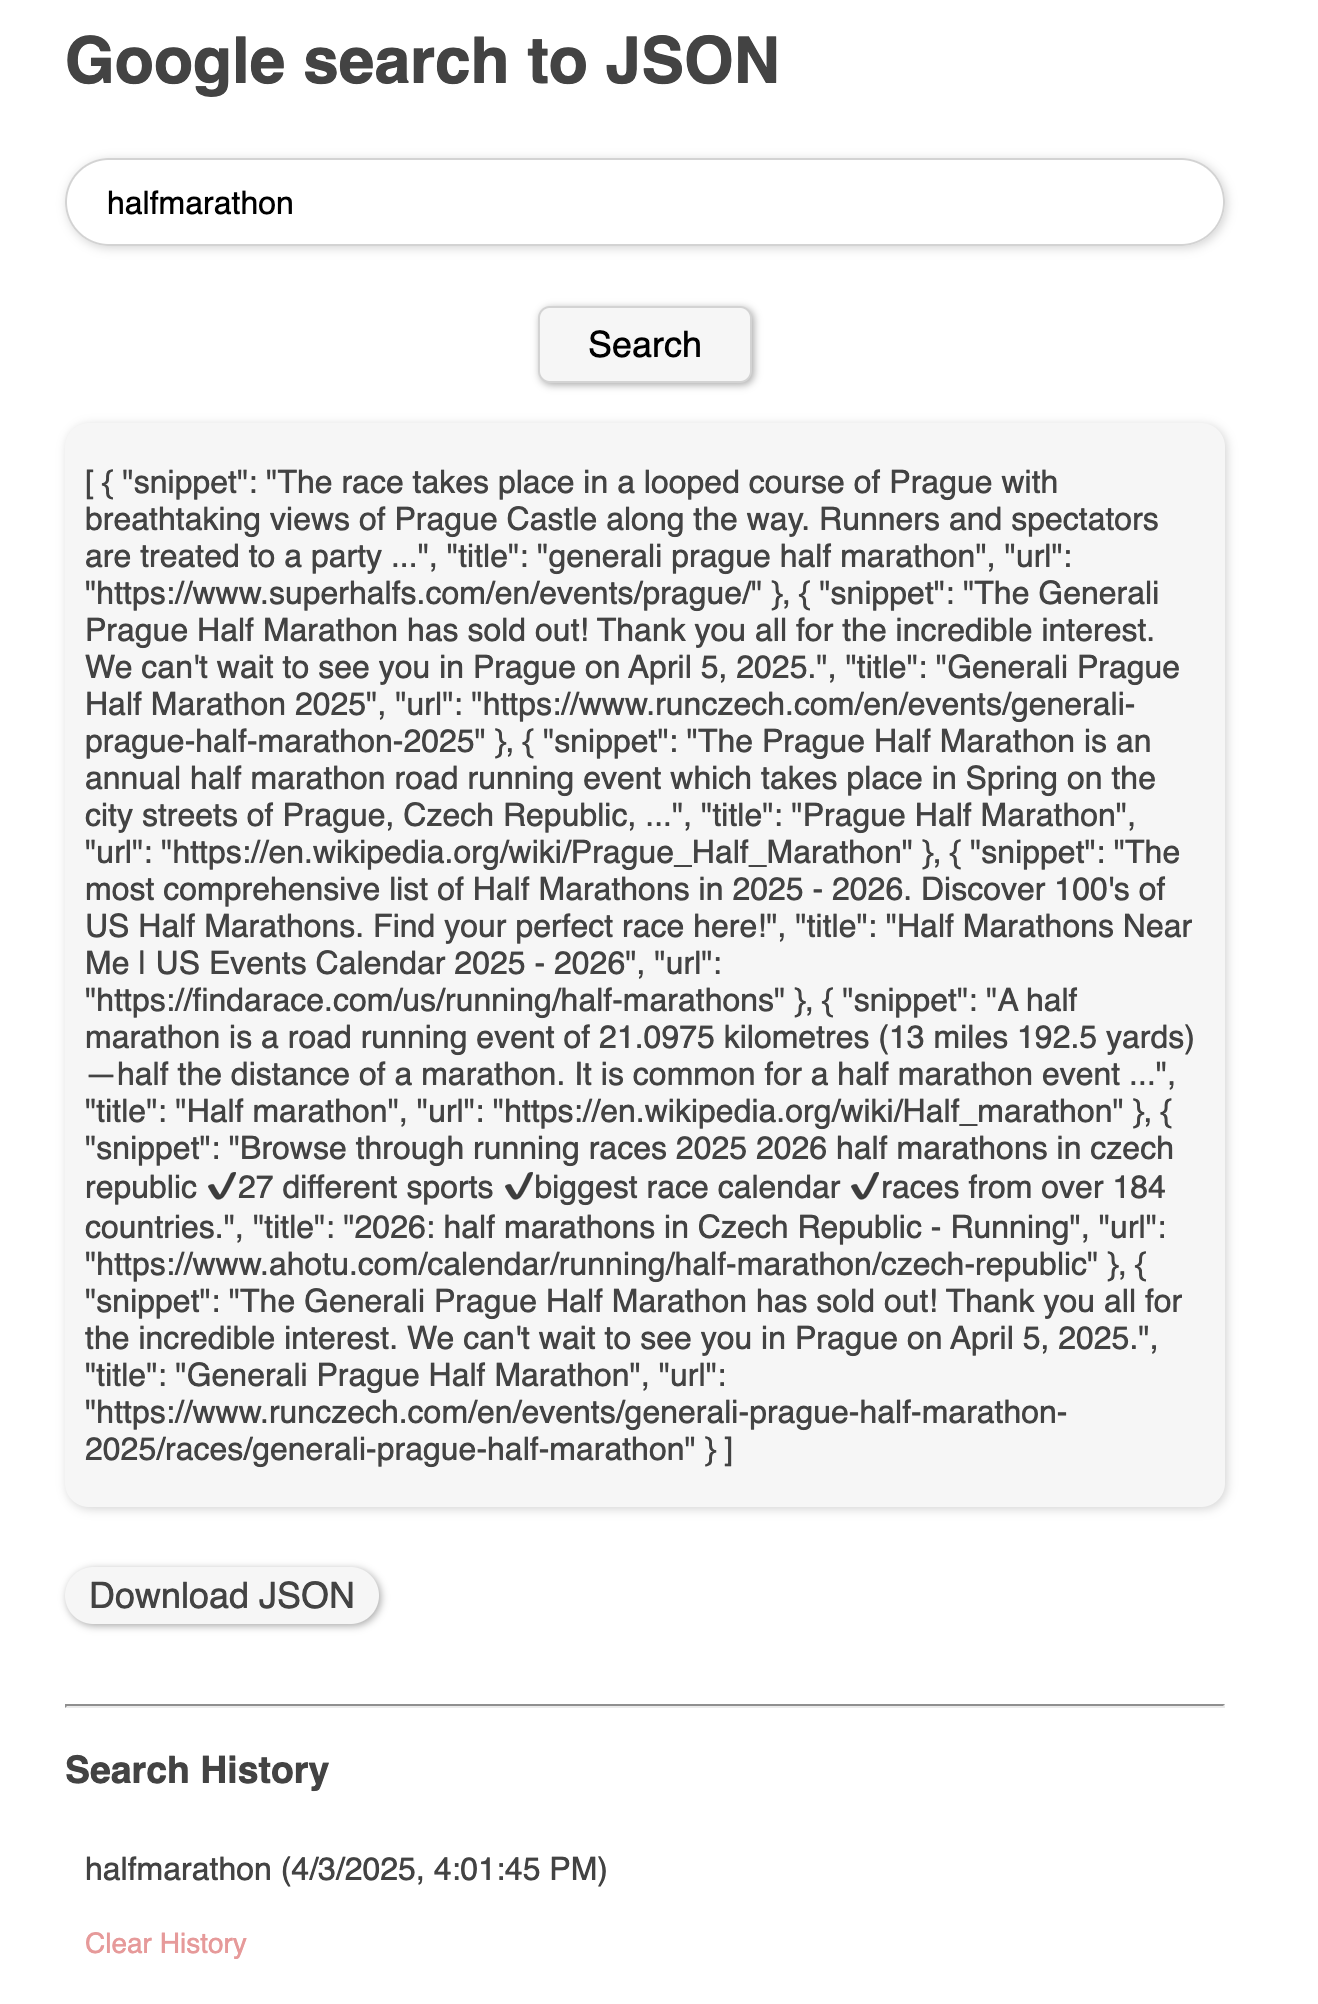 Google search to JSON
halfmarathon
Search
[ { "snippet": "The race takes place in a looped course of Prague with
breathtaking views of Prague Castle along the way. Runners and spectators
are treated to a party ...", "title": "generali prague half marathon", "url":
"https://www.superhalfs.com/en/events/prague/" }, { "snippet": "The Generali
Prague Half Marathon has sold out! Thank you all for the incredible interest.
We can't wait to see you in Prague on April 5, 2025.", "title": "Generali Prague
Half Marathon 2025", "url": "https://www.runczech.com/en/events/generali-
prague-half-marathon-2025" }, { "snippet": "The Prague Half Marathon is an
annual half marathon road running event which takes place in Spring on the
city streets of Prague, Czech Republic, ...", "title": "Prague Half Marathon",
"url": "https://en.wikipedia.org/wiki/Prague_Half_Marathon" }, { "snippet": "The
most comprehensive list of Half Marathons in 2025 - 2026. Discover 100's of
US Half Marathons. Find your perfect race here!", "title": "Half Marathons Near
Me | US Events Calendar 2025 - 2026", "url":
"https://findarace.com/us/running/half-marathons" }, { "snippet": "A half
marathon is a road running event of 21.0975 kilometres (13 miles 192.5 yards)
—half the distance of a marathon. It is common for a half marathon event ...",
"title": "Half marathon", "url": "https://en.wikipedia.org/wiki/Half_marathon" }, {
"snippet": "Browse through running races 2025 2026 half marathons in czech
republic ✔27 different sports ✔biggest race calendar ✔races from over 184
countries.", "title": "2026: half marathons in Czech Republic - Running", "url":
"https://www.ahotu.com/calendar/running/half-marathon/czech-republic" }, {
"snippet": "The Generali Prague Half Marathon has sold out! Thank you all for
the incredible interest. We can't wait to see you in Prague on April 5, 2025.",
"title": "Generali Prague Half Marathon", "url":
"https://www.runczech.com/en/events/generali-prague-half-marathon-
2025/races/generali-prague-half-marathon" } ]
Download JSON
Search History
halfmarathon (4/3/2025, 4:01:45 PM)
Clear History